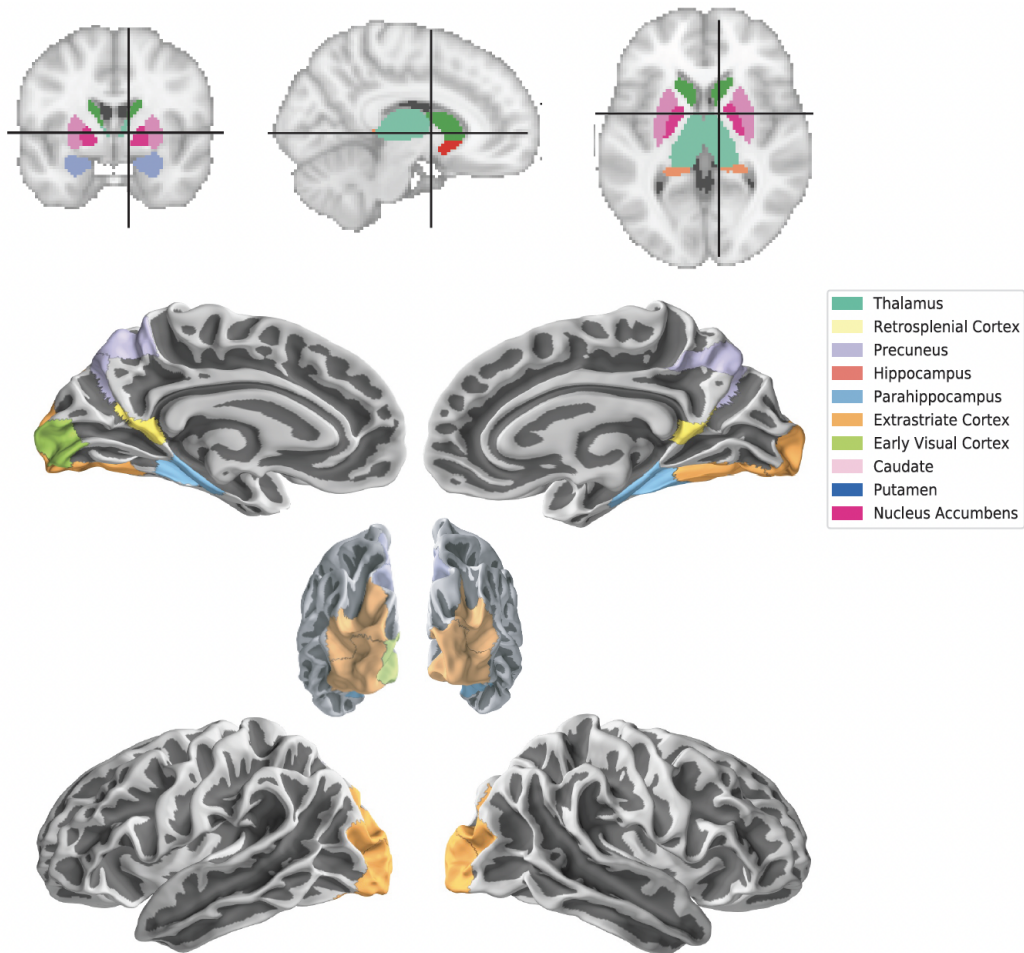 Thalamus
Retrosplenial Cortex
Precuneus
Hippocampus
Parahippocampus
Extrastriate Cortex
Early Visual Cortex
Caudate
Putamen
Nucleus Accumbens